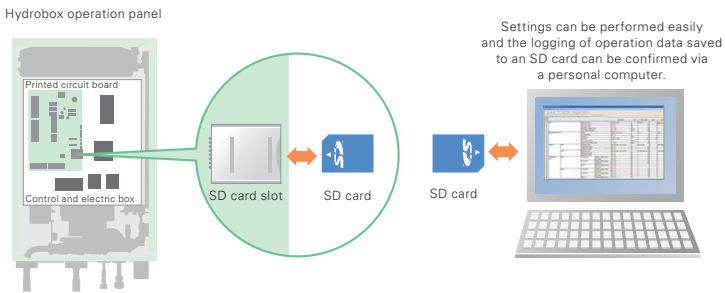 Hydrobox operation panel
Settings can be performed easily
and the logging of operation data saved
to an SD card can be confirmed via
a personal computer.
Printed circuit board
Control and electric box
SD card slot
SD card
SD card